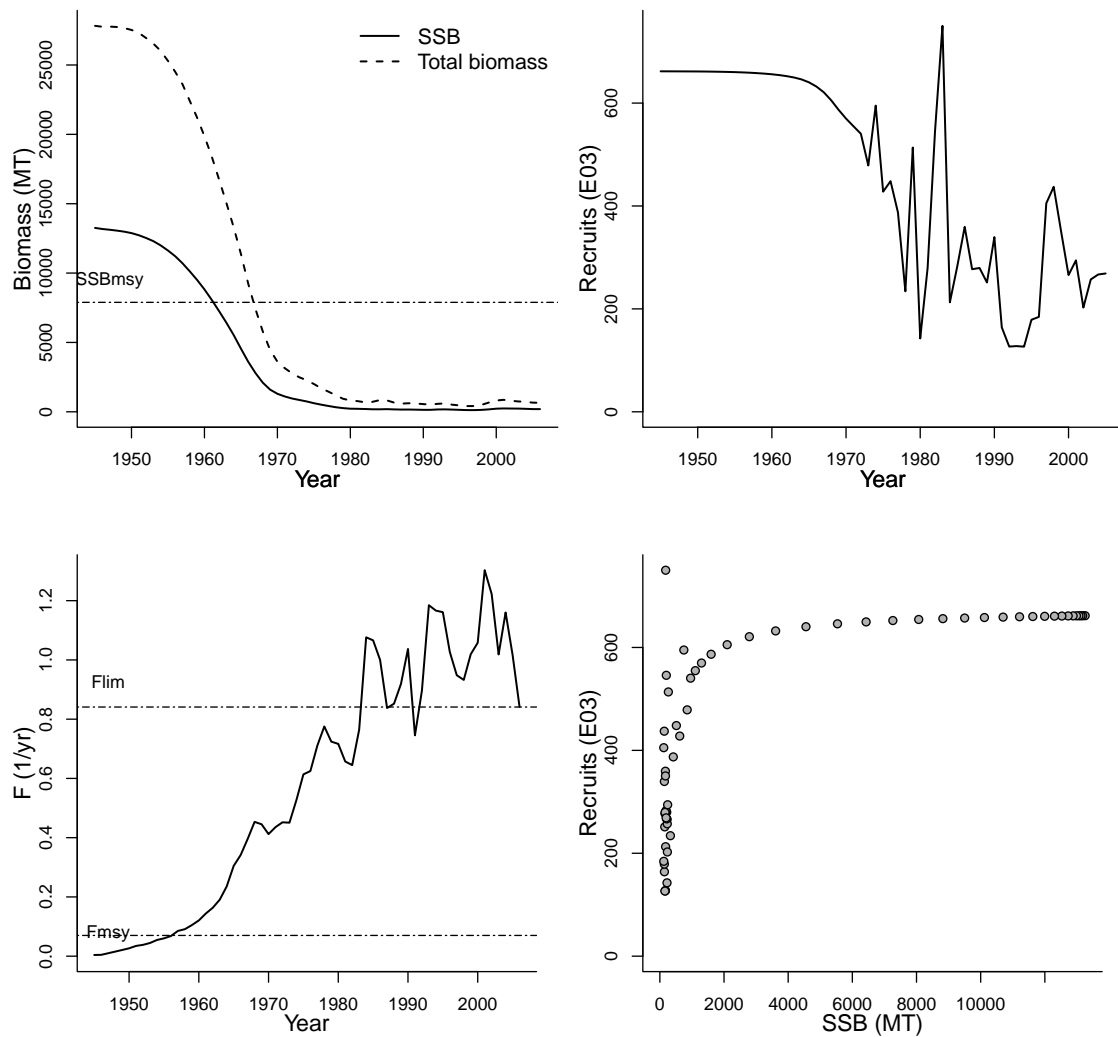 SSB
Total biomass
Biomass (MT)
0
5000
10000
15000
20000
25000
SSBmsy
1950 1960 1970 1980 1990 2000
Year
Recruits (E03)
0
200
400
600
1950 1960 1970 1980 1990 2000
Year
F (1/yr)
0.0
0.2
0.4
0.6
0.8
1.0
1.2
Flim
Fmsy
1950 1960 1970 1980 1990 2000
Year
Recruits (E03)
0
200
400
600
0 2000 4000 6000 8000 10000
SSB (MT)